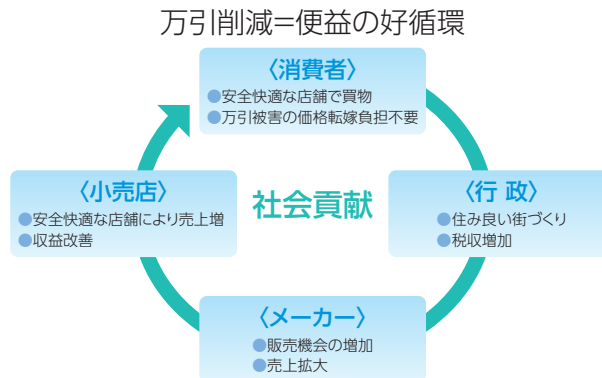 万引削減=便益の好循環
〈消費者〉
●安全快適な店舗で買物
●万引被害の価格転嫁負担不要
〈小売店〉
●安全快適な店舗により売上増
●収益改善
社会貢献
〈行 政〉
●住み良い街づくり
●税収増加
〈メーカー〉
●販売機会の増加
●売上拡大